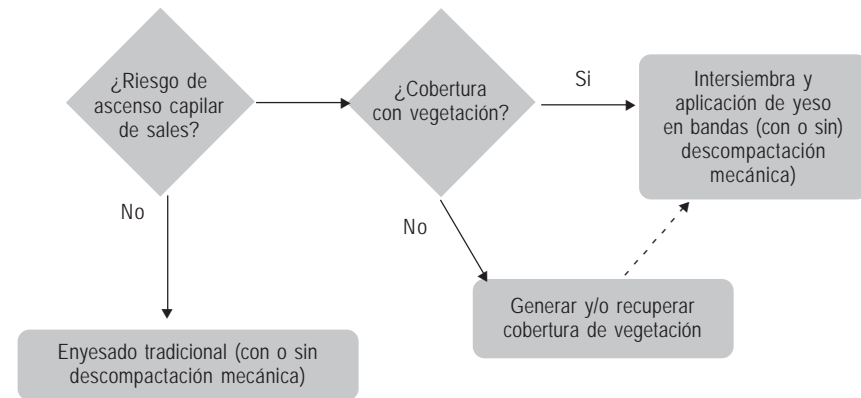 ¿Riesgo de
ascenso capilar
de sales?
¿Cobertura
con vegetación?
Si
Intersiembra y
aplicación de yeso
en bandas (con o sin)
descompactación
mecánica)
No
No
Generar y/o recuperar
cobertura de vegetación
Enyesado tradicional (con o sin
descompactación mecánica)